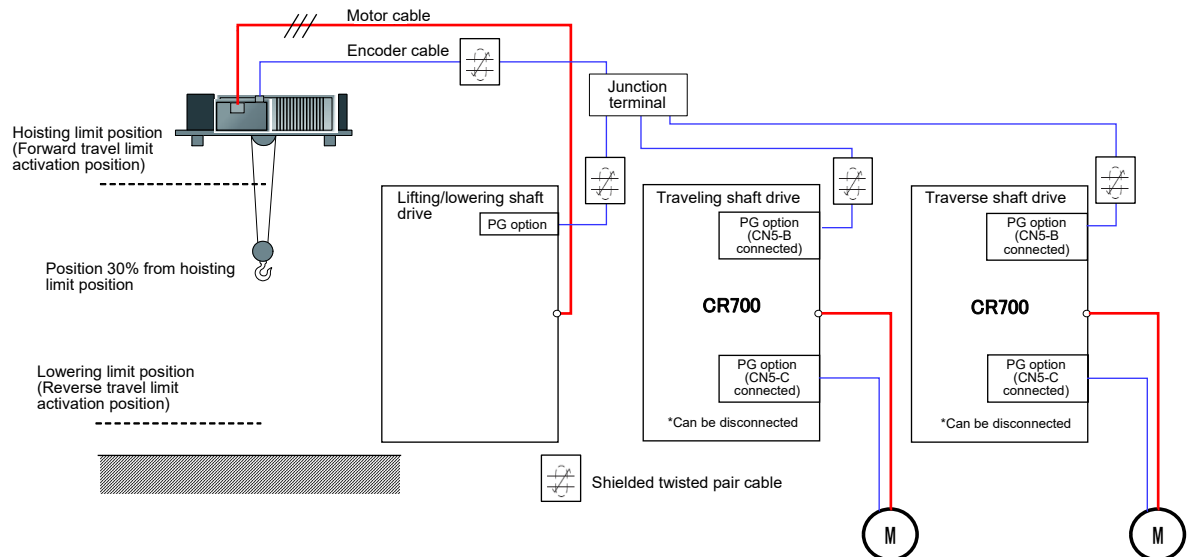 Motor cable
Encoder cable
Junction
terminal
Hoisting limit position
(Forward travel limit
activation position)
Position 30% from hoisting
limit position
Lowering limit position
(Reverse travel limit
activation position)
Lifting/lowering shaft
drive
PG option
Traveling shaft drive
PG option
(CN5-B
connected)
CR700
PG option
(CN5-C
connected)
*Can be disconnected
M
Traverse shaft drive
PG option
(CN5-B
connected)
CR700
PG option
(CN5-C
connected)
*Can be disconnected
M
Shielded twisted pair cable